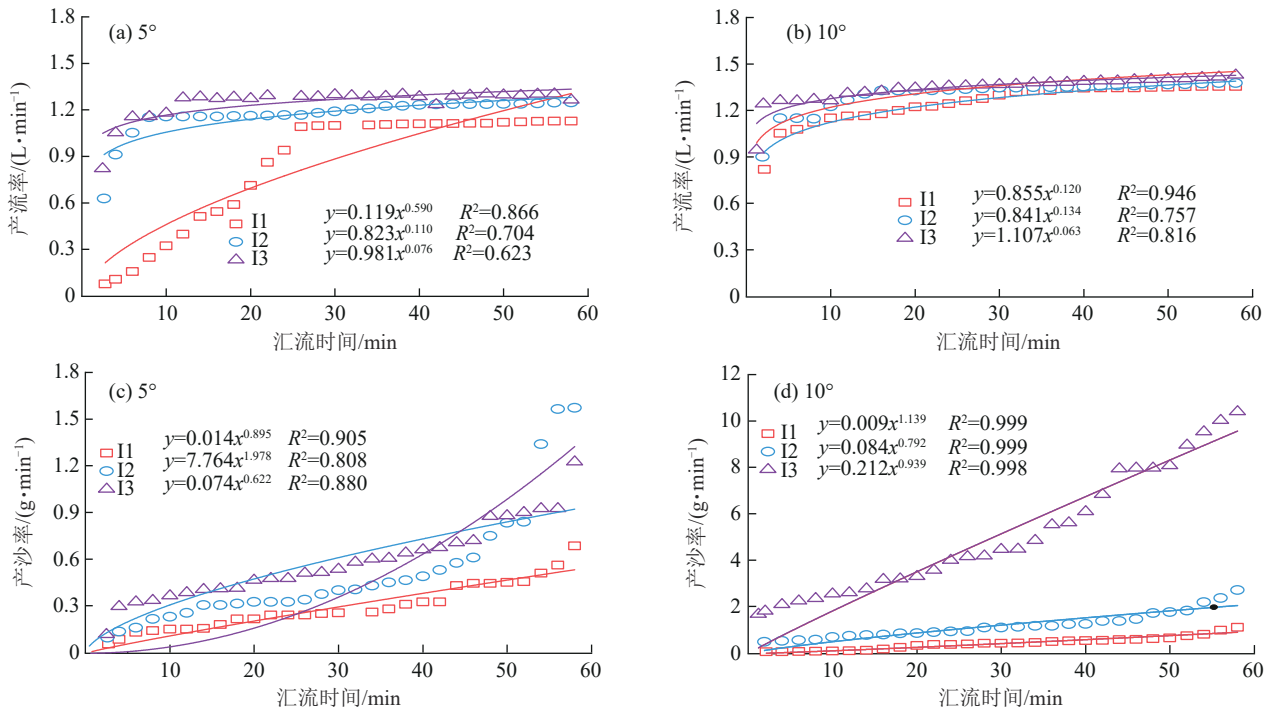 (a) 5°
产流率/(L·min⁻¹)
1.8
1.5
1.2
0.9
0.6
0.3
0
I1 y=0.119x^0.590 R²=0.866
I2 y=0.823x^0.110 R²=0.704
I3 y=0.981x^0.076 R²=0.623
10 20 30 40 50 60
汇流时间/min
(b) 10°
产流率/(L·min⁻¹)
1.8
1.5
1.2
0.9
0.6
0.3
0
I1 y=0.855x^0.120 R²=0.946
I2 y=0.841x^0.134 R²=0.757
I3 y=1.107x^0.063 R²=0.816
10 20 30 40 50 60
汇流时间/min
(c) 5°
产沙率/(g·min⁻¹)
1.8
1.5
1.2
0.9
0.6
0.3
0
I1 y=0.014x^0.895 R²=0.905
I2 y=7.764x^1.978 R²=0.808
I3 y=0.074x^0.622 R²=0.880
10 20 30 40 50 60
汇流时间/min
(d) 10°
产沙率/(g·min⁻¹)
12
10
8
6
4
2
0
I1 y=0.009x^1.139 R²=0.999
I2 y=0.084x^0.792 R²=0.999
I3 y=0.212x^0.939 R²=0.998
10 20 30 40 50 60
汇流时间/min